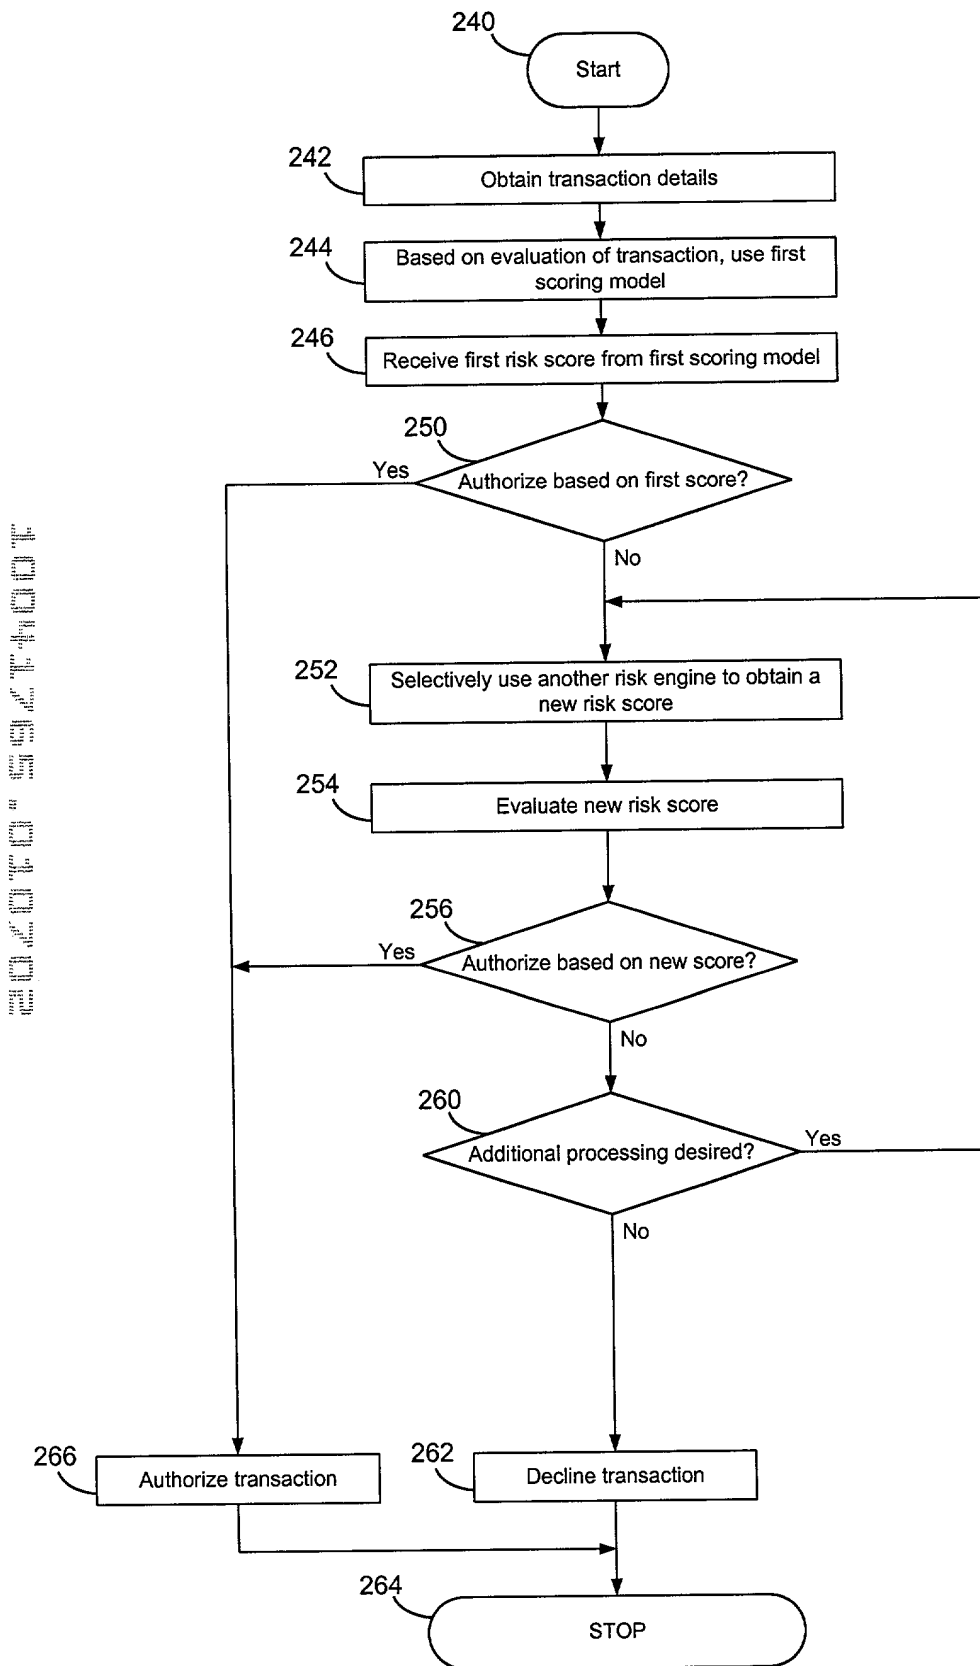 240
Start
242
Obtain transaction details
244
Based on evaluation of transaction, use first
scoring model
246
Receive first risk score from first scoring model
250
Yes
Authorize based on first score?
No
252
Selectively use another risk engine to obtain a
new risk score
254
Evaluate new risk score
256
Yes
Authorize based on new score?
No
260
Additional processing desired?
Yes
No
266
Authorize transaction
262
Decline transaction
264
STOP